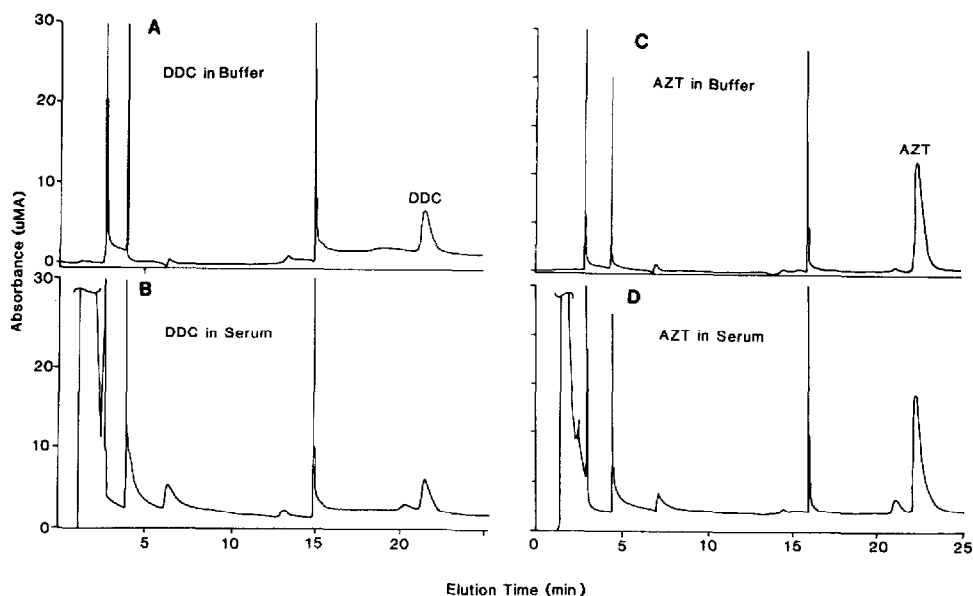 30
20
10
0
A
DDC in Buffer
DDC
C
AZT in Buffer
AZT
Absorbance (uMA)
30
20
10
0
B
DDC in Serum
D
AZT in Serum
5
10
15
20
0
5
10
15
20
25
Elution Time (min)